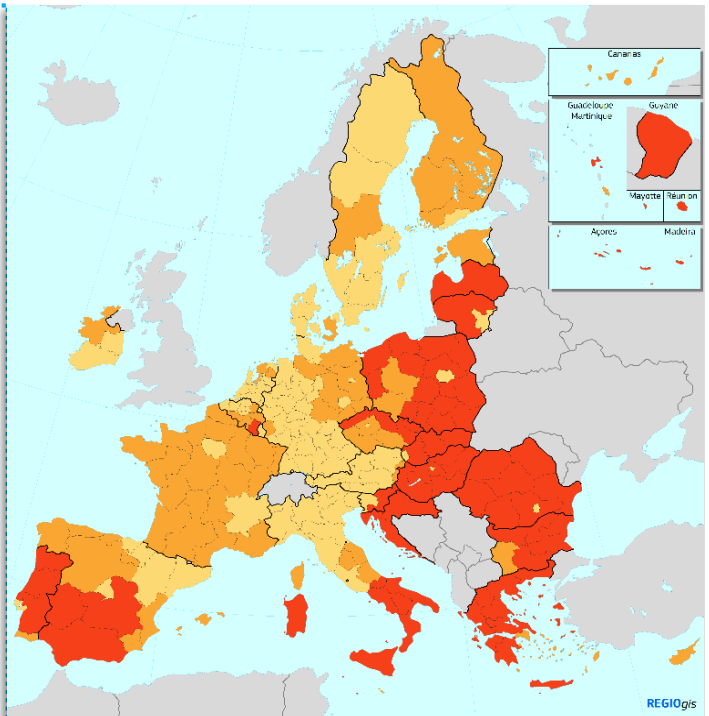 Canarias
Guadeloupe
Martinique
Guyane
Mayotte
Réunion
Açores
Madeira
REGIOgis